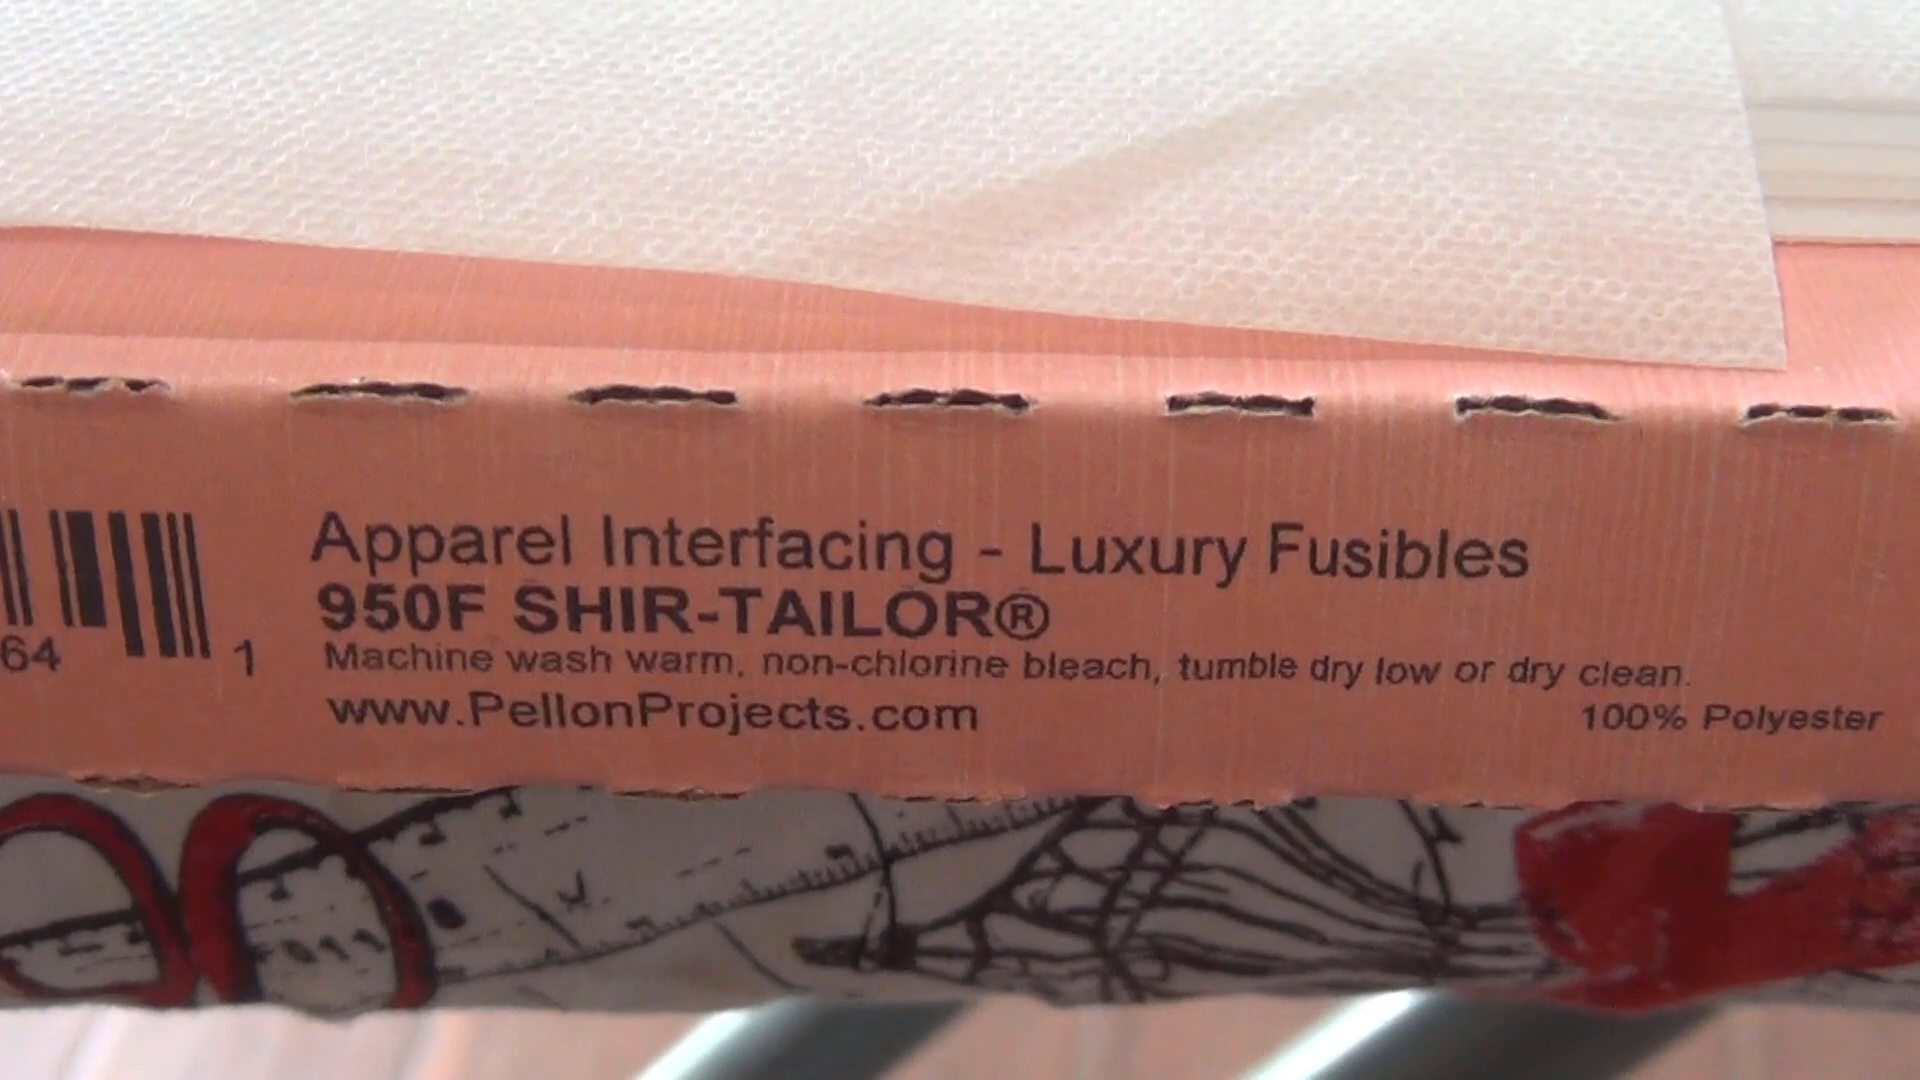 Apparel Interfacing - Luxury Fusibles
950F SHIR-TAILOR®
64 1 Machine wash warm, non-chlorine bleach, tumble dry low or dry clean.
www.PellonProjects.com 100% Polyester